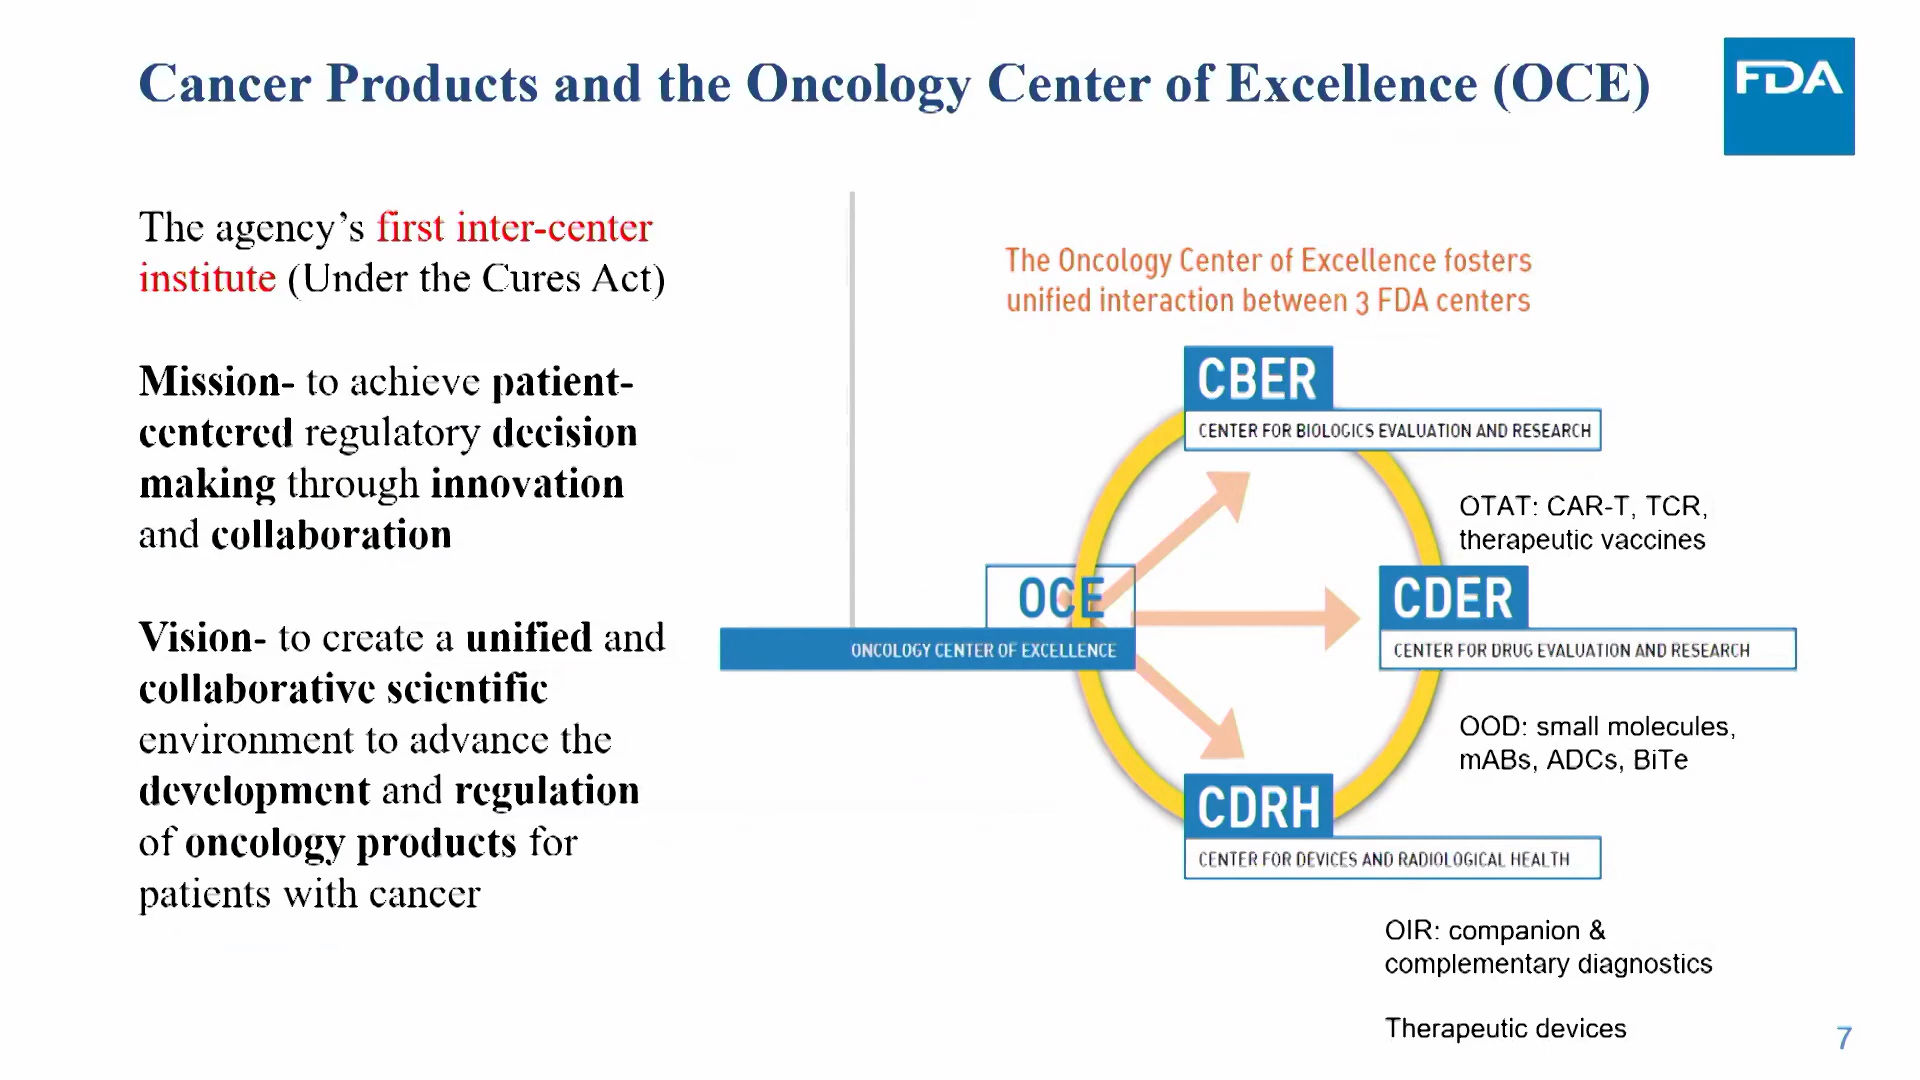 Cancer Products and the Oncology Center of Excellence (OCE)
FDA
The agency’s first inter-center
institute (Under the Cures Act)
Mission- to achieve patient-
centered regulatory decision
making through innovation
and collaboration
Vision- to create a unified and
collaborative scientific
environment to advance the
development and regulation
of oncology products for
patients with cancer
The Oncology Center of Excellence fosters
unified interaction between 3 FDA centers
CBER
CENTER FOR BIOLOGICS EVALUATION AND RESEARCH
OTAT: CAR-T, TCR,
therapeutic vaccines
OCE
ONCOLOGY CENTER OF EXCELLENCE
CDER
CENTER FOR DRUG EVALUATION AND RESEARCH
OOD: small molecules,
mABs, ADCs, BiTe
CDRH
CENTER FOR DEVICES AND RADIOLOGICAL HEALTH
OIR: companion &
complementary diagnostics
Therapeutic devices
7